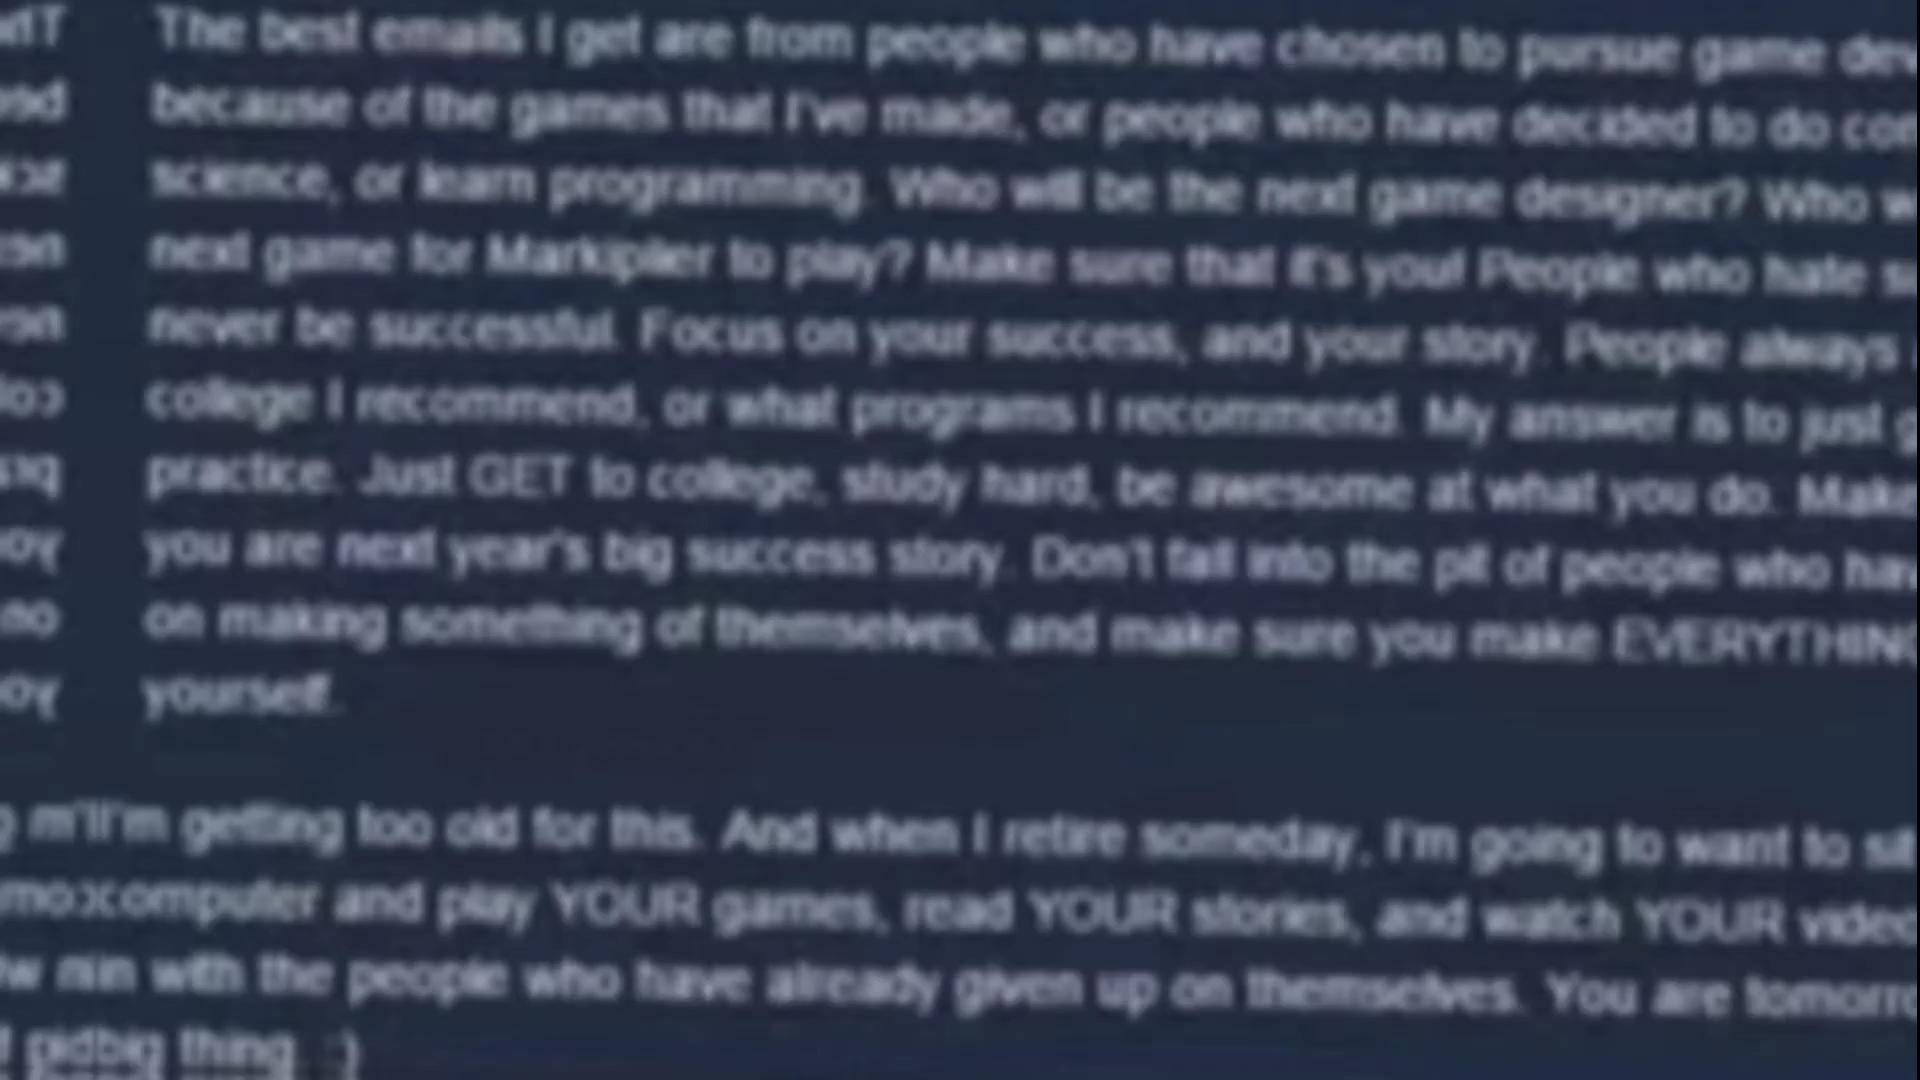 The best emails I get are from people who have chosen to pursue game dev
because of the games that I've made, or people who have decided to do com
science, or learn programming. Who will be the next game designer? Who w
next game for Markiplier to play? Make sure that it's you! People who hate s
never be successful. Focus on your success, and your story. People always
college I recommend, or what programs I recommend. My answer is to just g
practice. Just GET to college, study hard, be awesome at what you do. Make
you are next year's big success story. Don't fall into the pit of people who hav
on making something of themselves, and make sure you make EVERYTHING
yourself.
I'm getting too old for this. And when I retire someday, I'm going to want to sit
computer and play YOUR games, read YOUR stories, and watch YOUR video
with the people who have already given up on themselves. You are tomorro
big thing. :)